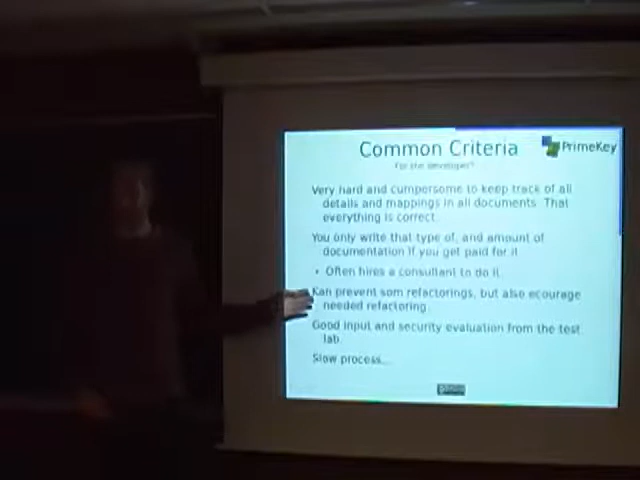 Common Criteria
PrimeKey
For the developer?
Very hard and cumpersome to keep track of all
details and mappings in all documents. That
everything is correct.
You only write that type of, and amount of
documentation if you get paid for it
• Often hires a consultant to do it.
Kan prevent som refactorings, but also ecourage
needed refactoring.
Good input and security evaluation from the test
lab.
Slow process...